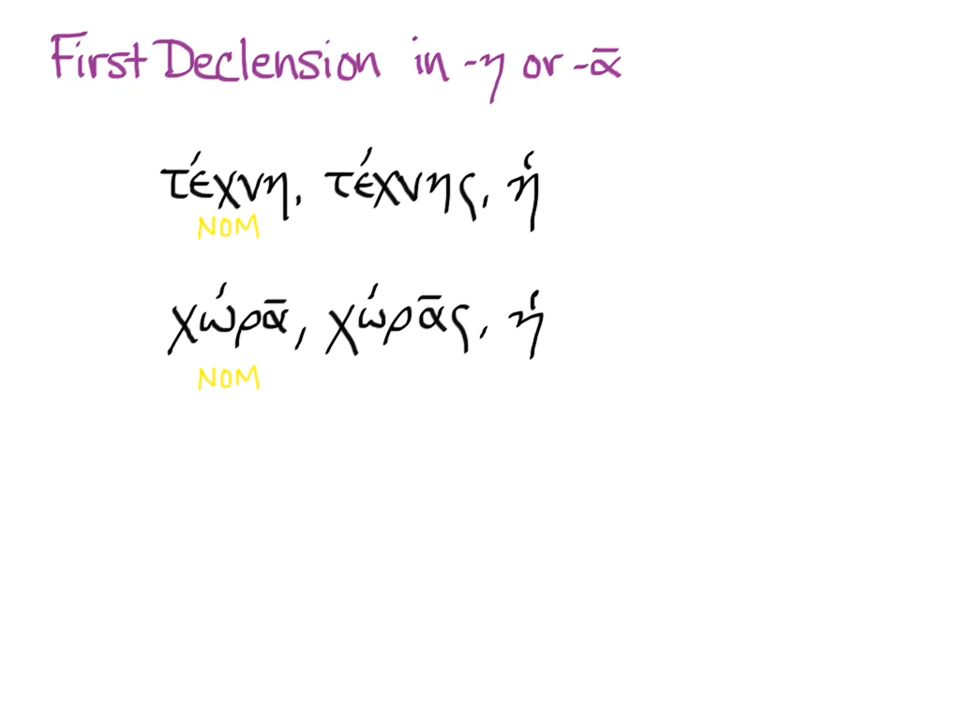 First Declension in -η or -ᾱ
τέχνη, τέχνης, ἡ
NOM
χώρᾱ, χώρᾱς, ἡ
NOM